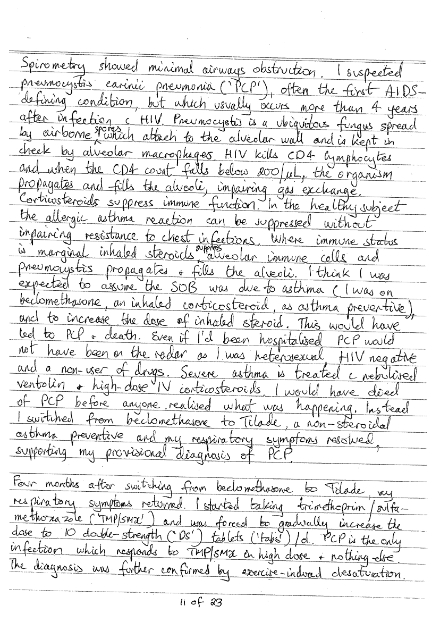 Spirometry showed minimal airways obstruction. I suspected
pneumocystis carinii pneumonia ('PCP'), often the first AIDS-
defining condition, but which usually occurs more than 4 years
after infection c HIV. Pneumocystis is a ubiquitous fungus spread
by airborne spores which attach to the alveolar wall and is kept in
check by alveolar macrophages. HIV kills CD4 lymphocytes
and when the CD4 count falls below 200/uL, the organism
propagates and fills the alveoli, impairing gas exchange.
Corticosteroids suppress immune function. In the healthy subject
the allergic asthma reaction can be suppressed without
impairing resistance to chest infections. Where immune status
is marginal inhaled steroids suppress alveolar immune cells and
pneumocystis propagates + fills the alveoli. I think I was
expected to assume the SOB was due to asthma (I was on
beclomethasone, an inhaled corticosteroid, as asthma preventive)
and to increase the dose of inhaled steroid. This would have
led to PCP + death. Even if I'd been hospitalised PCP would
not have been on the radar as I was heterosexual, HIV negative
and a non-user of drugs. Severe asthma is treated c nebulised
ventolin + high-dose IV corticosteroids. I would have died
of PCP before anyone realised what was happening. Instead
I switched from beclomethasone to Tilade, a non-steroidal
asthma preventive and my respiratory symptoms resolved,
supporting my provisional diagnosis of PCP
Four months after switching from beclomethasone to Tilade, my
respiratory symptoms returned. I started taking trimethoprim/sulfa-
methoxazole ('TMP/SMX') and was forced to gradually increase the
dose to 10 double-strength ('DS') tablets ('tabs')/d. PCP is the only
infection which responds to TMP/SMX in high dose + nothing else
The diagnosis was further confirmed by exercise-induced desaturation.
11 of 23